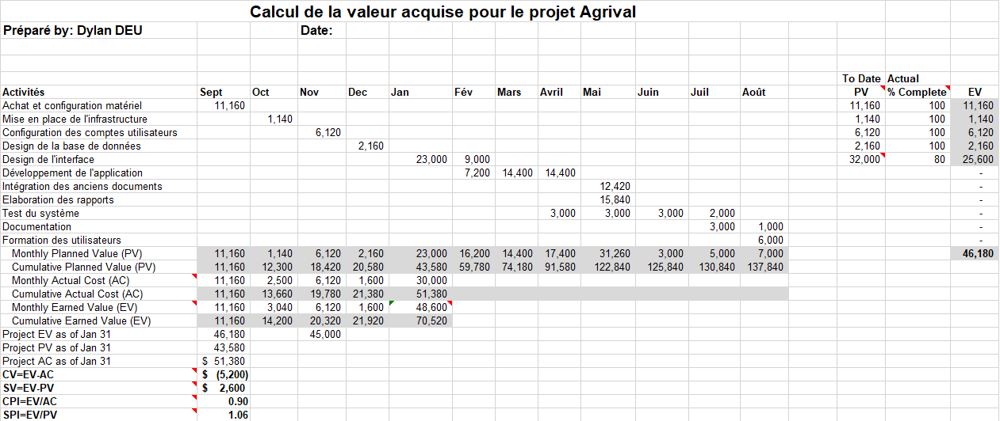 Calcul de la valeur acquise pour le projet Agrival
Préparé by: Dylan DEU Date:
To Date Actual
Activités Sept Oct Nov Dec Jan Fév Mars Avril Mai Juin Juil Août PV % Complete EV
Achat et configuration matériel 11,160 11,160 100 11,160
Mise en place de l'infrastructure 1,140 1,140 100 1,140
Configuration des comptes utilisateurs 6,120 6,120 100 6,120
Design de la base de données 2,160 2,160 100 2,160
Design de l'interface 23,000 9,000 32,000 80 25,600
Développement de l'application 7,200 14,400 14,400 -
Intégration des anciens documents 12,420 -
Elaboration des rapports 15,840 -
Test du système 3,000 3,000 3,000 2,000 -
Documentation 3,000 1,000 -
Formation des utilisateurs 6,000 -
Monthly Planned Value (PV) 11,160 1,140 6,120 2,160 23,000 16,200 14,400 17,400 31,260 3,000 5,000 7,000 46,180
Cumulative Planned Value (PV) 11,160 12,300 18,420 20,580 43,580 59,780 74,180 91,580 122,840 125,840 130,840 137,840
Monthly Actual Cost (AC) 11,160 2,500 6,120 1,600 30,000
Cumulative Actual Cost (AC) 11,160 13,660 19,780 21,380 51,380
Monthly Earned Value (EV) 11,160 3,040 6,120 1,600 48,600
Cumulative Earned Value (EV) 11,160 14,200 20,320 21,920 70,520
Project EV as of Jan 31 46,180 45,000
Project PV as of Jan 31 43,580
Project AC as of Jan 31 $ 51,380
CV=EV-AC $ (5,200)
SV=EV-PV $ 2,600
CPI=EV/AC 0.90
SPI=EV/PV 1.06